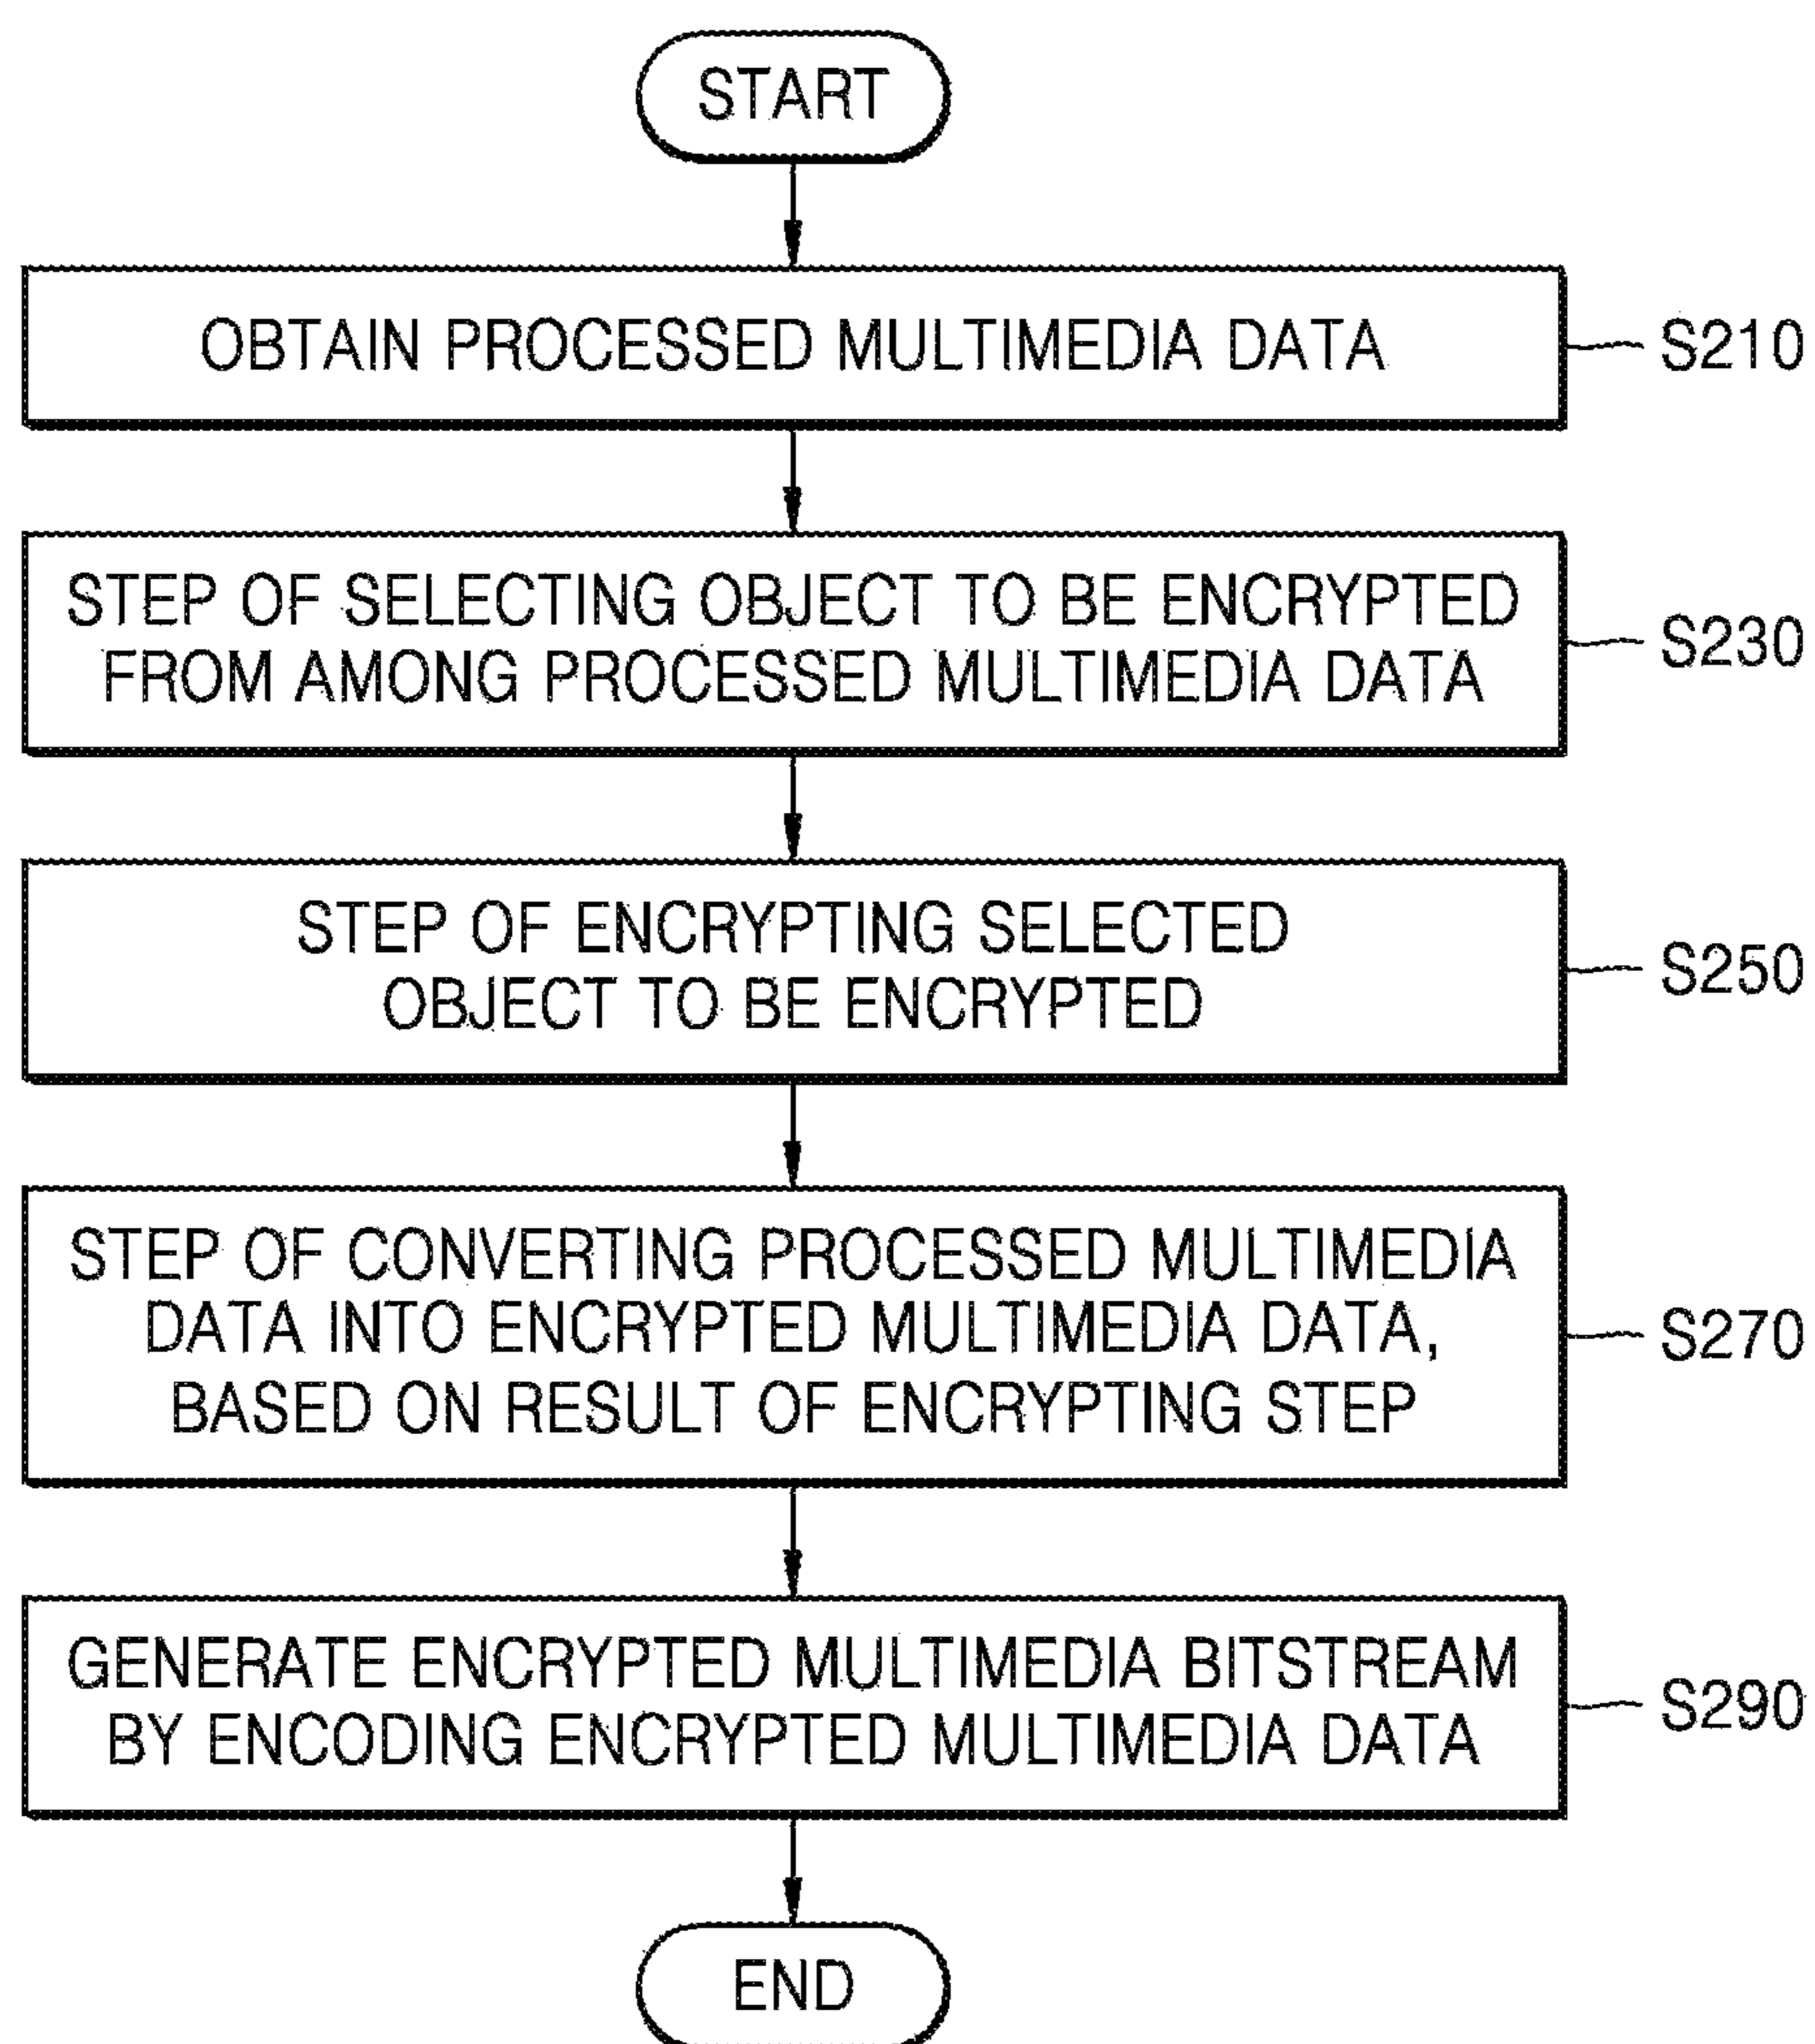 START
OBTAIN PROCESSED MULTIMEDIA DATA
S210
STEP OF SELECTING OBJECT TO BE ENCRYPTED
FROM AMONG PROCESSED MULTIMEDIA DATA
S230
STEP OF ENCRYPTING SELECTED
OBJECT TO BE ENCRYPTED
S250
STEP OF CONVERTING PROCESSED MULTIMEDIA
DATA INTO ENCRYPTED MULTIMEDIA DATA,
BASED ON RESULT OF ENCRYPTING STEP
S270
GENERATE ENCRYPTED MULTIMEDIA BITSTREAM
BY ENCODING ENCRYPTED MULTIMEDIA DATA
S290
END